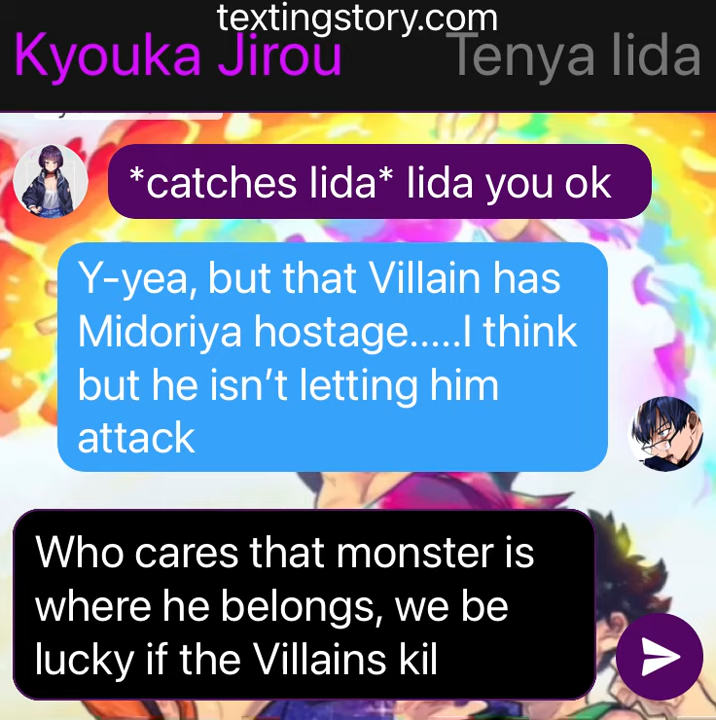 textingstory.com
Kyouka Jirou Tenya Iida
*catches Iida* Iida you ok
Y-yea, but that Villain has
Midoriya hostage.....I think
but he isn't letting him
attack
Who cares that monster is
where he belongs, we be
lucky if the Villains kil